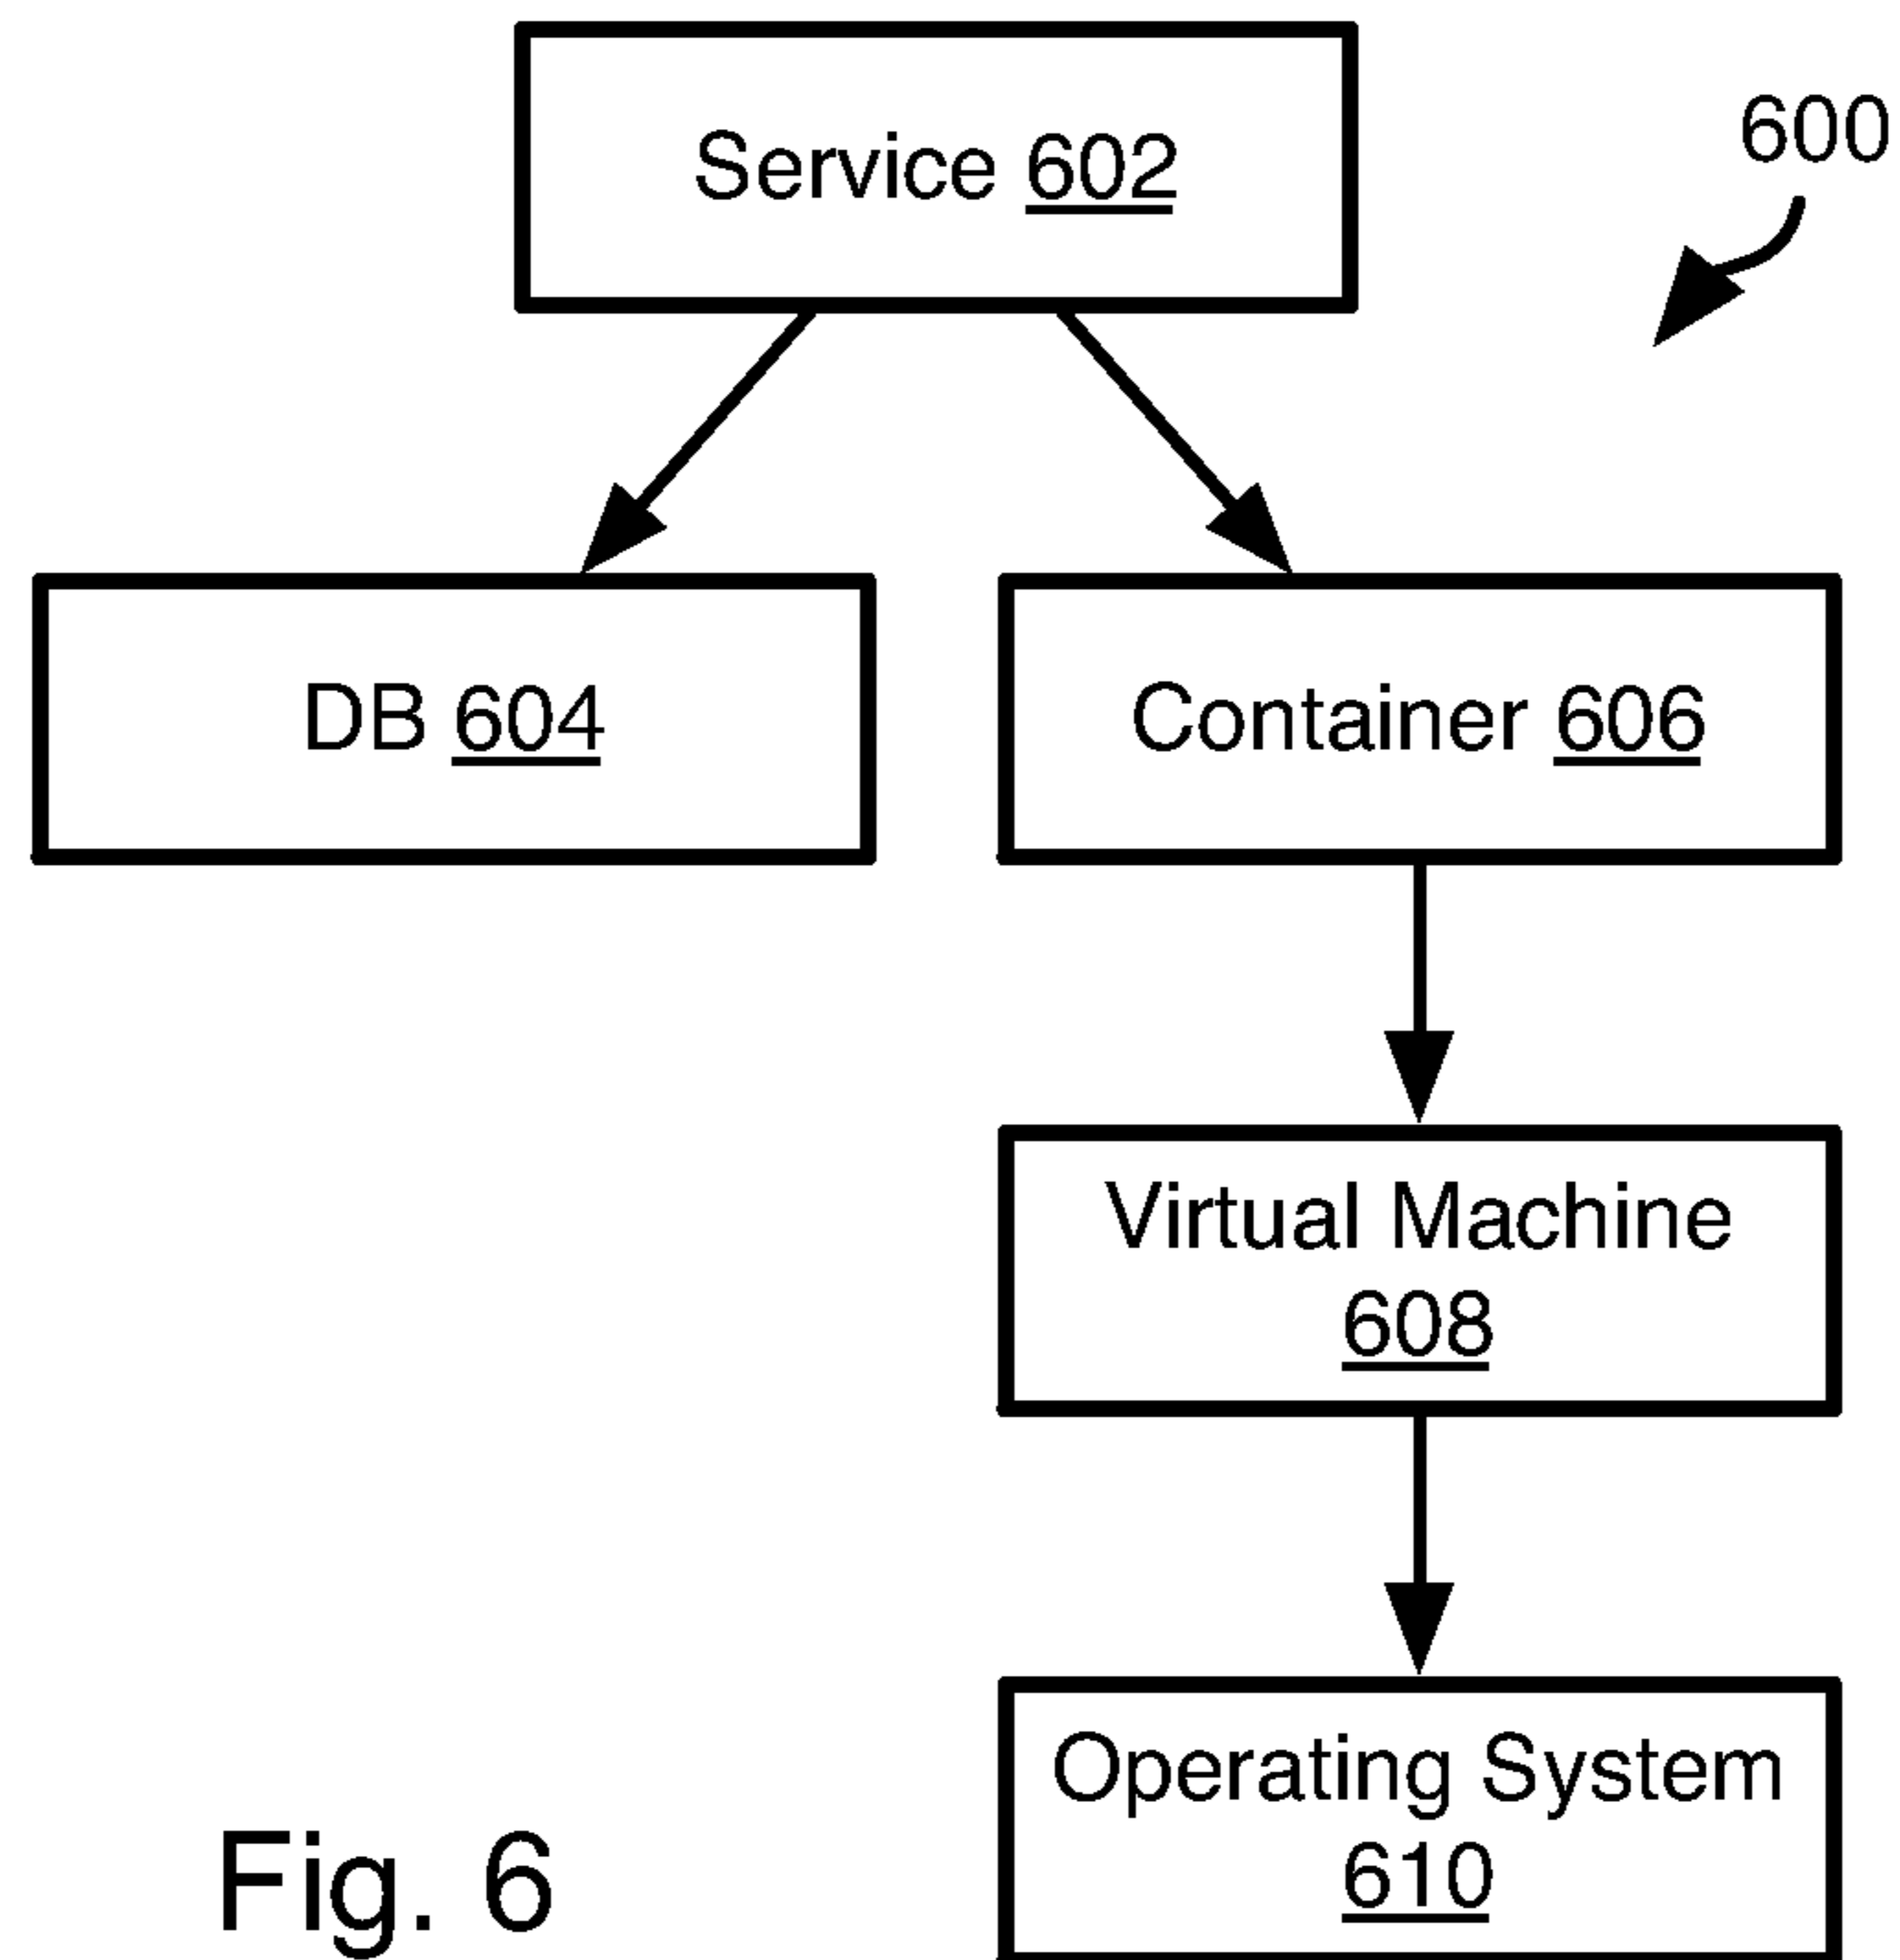 Service 602
600
DB 604
Container 606
Virtual Machine
608
Operating System
610
Fig. 6